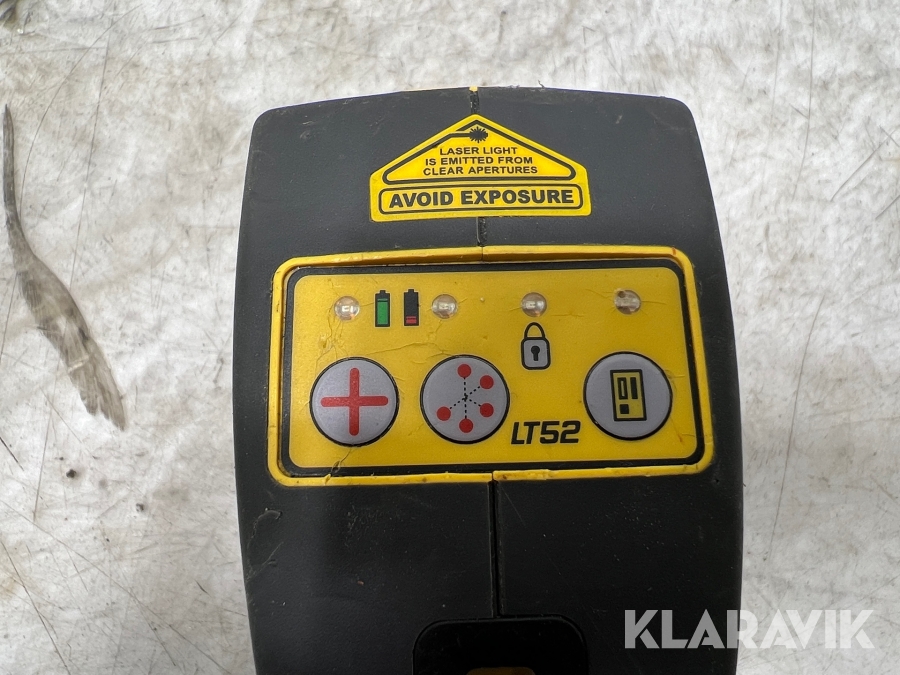 LASER LIGHT
IS EMITTED FROM
CLEAR APERTURES
AVOID EXPOSURE
LT52
KLARAVIK